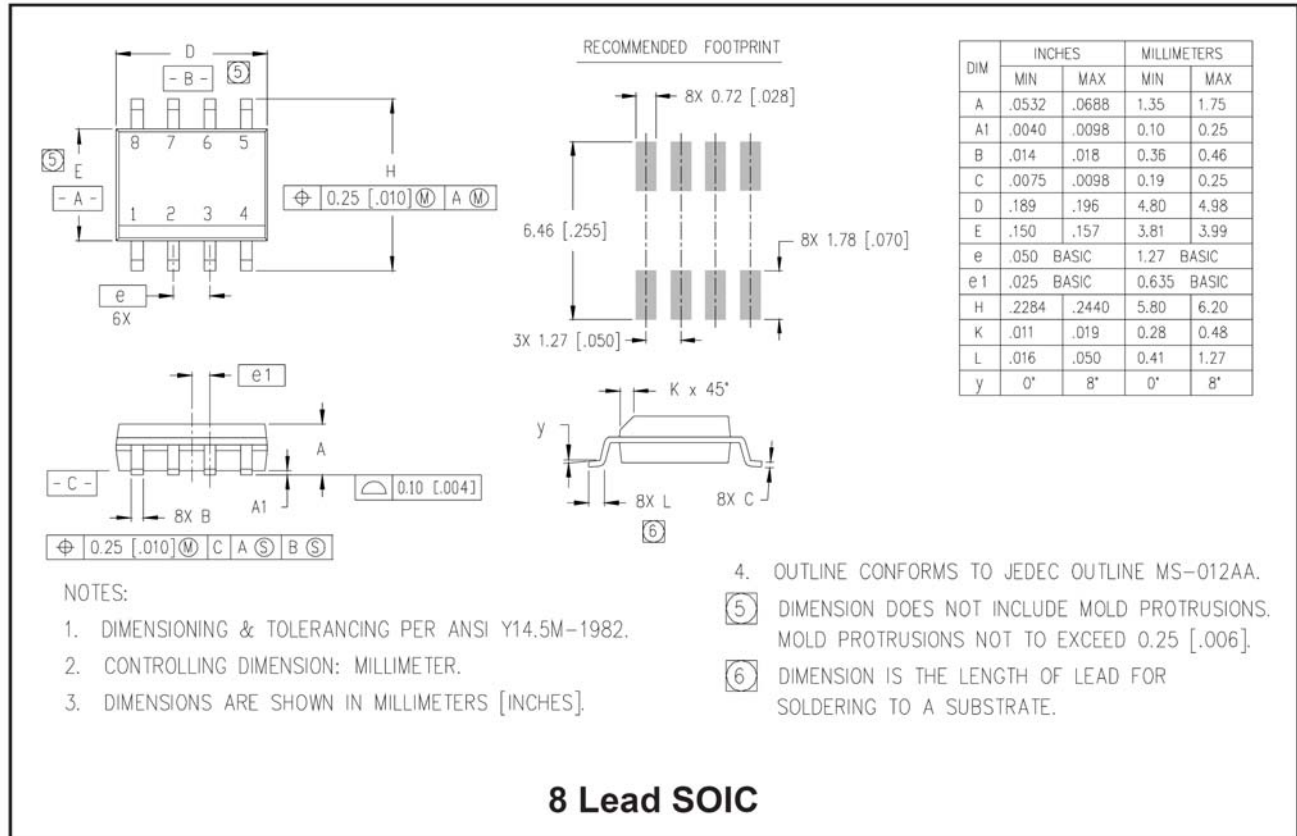 D
- B -
5
8 7 6 5
5
E
H
- A -
⌖ 0.25 [.010] Ⓜ A Ⓜ
1 2 3 4
e
6X
RECOMMENDED FOOTPRINT
8X 0.72 [.028]
6.46 [.255]
8X 1.78 [.070]
3X 1.27 [.050]
DIM INCHES MILLIMETERS
MIN MAX MIN MAX
A .0532 .0688 1.35 1.75
A1 .0040 .0098 0.10 0.25
B .014 .018 0.36 0.46
C .0075 .0098 0.19 0.25
D .189 .196 4.80 4.98
E .150 .157 3.81 3.99
e .050 BASIC 1.27 BASIC
e1 .025 BASIC 0.635 BASIC
H .2284 .2440 5.80 6.20
K .011 .019 0.28 0.48
L .016 .050 0.41 1.27
y 0° 8° 0° 8°
e1
A
- C -
8X B
A1
⌓ 0.10 [.004]
⌖ 0.25 [.010] Ⓜ C A Ⓢ B Ⓢ
K x 45°
y
8X L
8X C
6
NOTES:
1. DIMENSIONING & TOLERANCING PER ANSI Y14.5M-1982.
2. CONTROLLING DIMENSION: MILLIMETER.
3. DIMENSIONS ARE SHOWN IN MILLIMETERS [INCHES].
4. OUTLINE CONFORMS TO JEDEC OUTLINE MS-012AA.
5 DIMENSION DOES NOT INCLUDE MOLD PROTRUSIONS.
MOLD PROTRUSIONS NOT TO EXCEED 0.25 [.006].
6 DIMENSION IS THE LENGTH OF LEAD FOR
SOLDERING TO A SUBSTRATE.
8 Lead SOIC